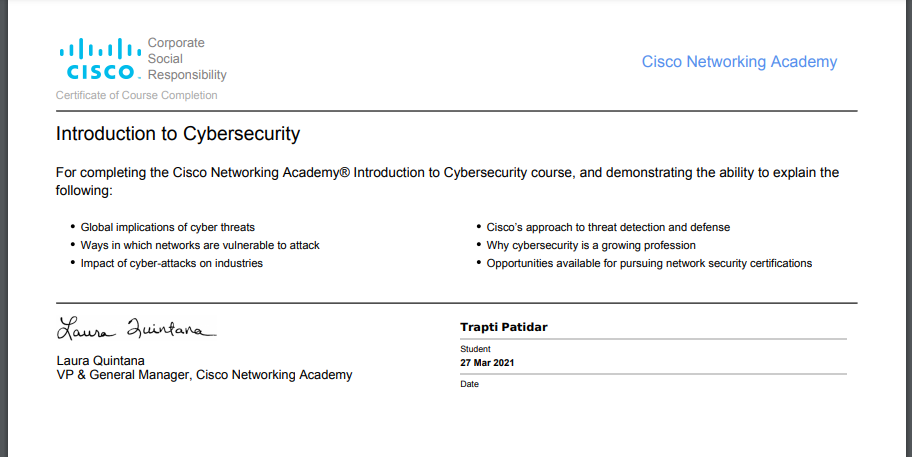 CISCO.
Corporate
Social
Responsibility
Cisco Networking Academy
Certificate of Course Completion
Introduction to Cybersecurity
For completing the Cisco Networking Academy® Introduction to Cybersecurity course, and demonstrating the ability to explain the
following:
• Global implications of cyber threats
• Ways in which networks are vulnerable to attack
• Impact of cyber-attacks on industries
• Cisco's approach to threat detection and defense
• Why cybersecurity is a growing profession
• Opportunities available for pursuing network security certifications
Laura Quintana
Laura Quintana
VP & General Manager, Cisco Networking Academy
Trapti Patidar
Student
27 Mar 2021
Date